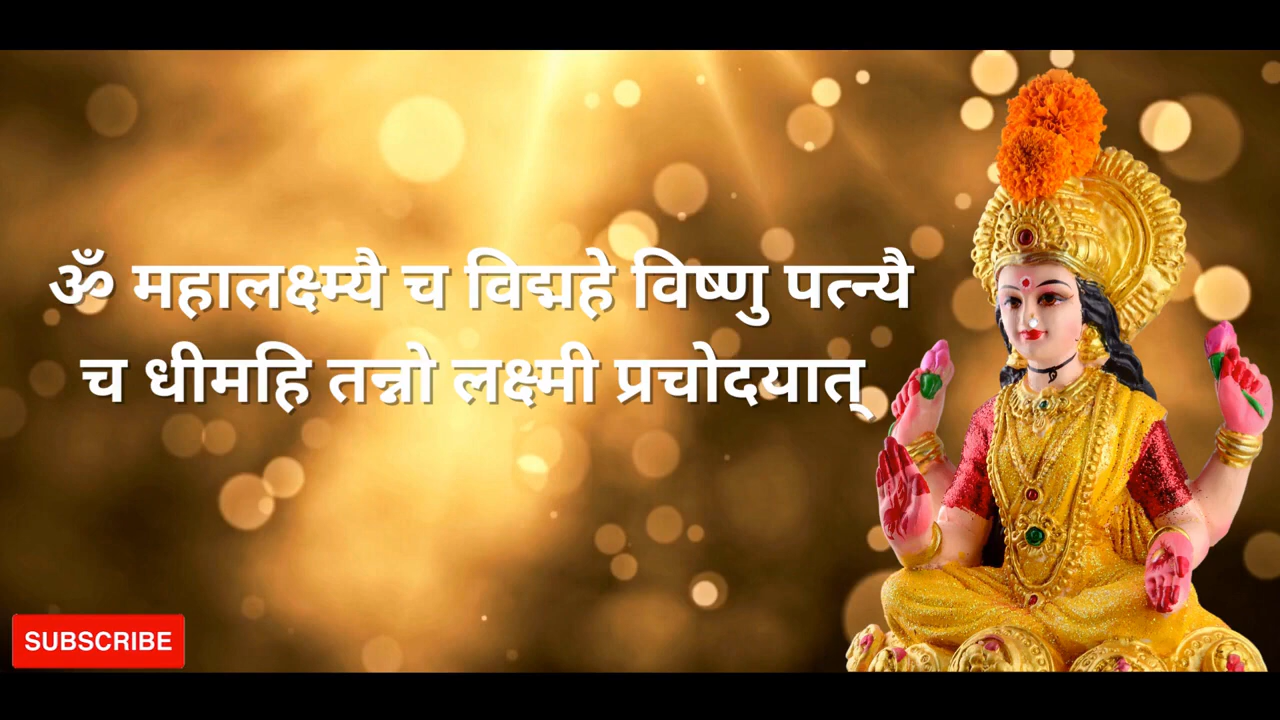 ॐ महालक्ष्म्यै च विद्महे विष्णु पत्न्यै
च धीमहि तन्नो लक्ष्मी प्रचोदयात्
SUBSCRIBE